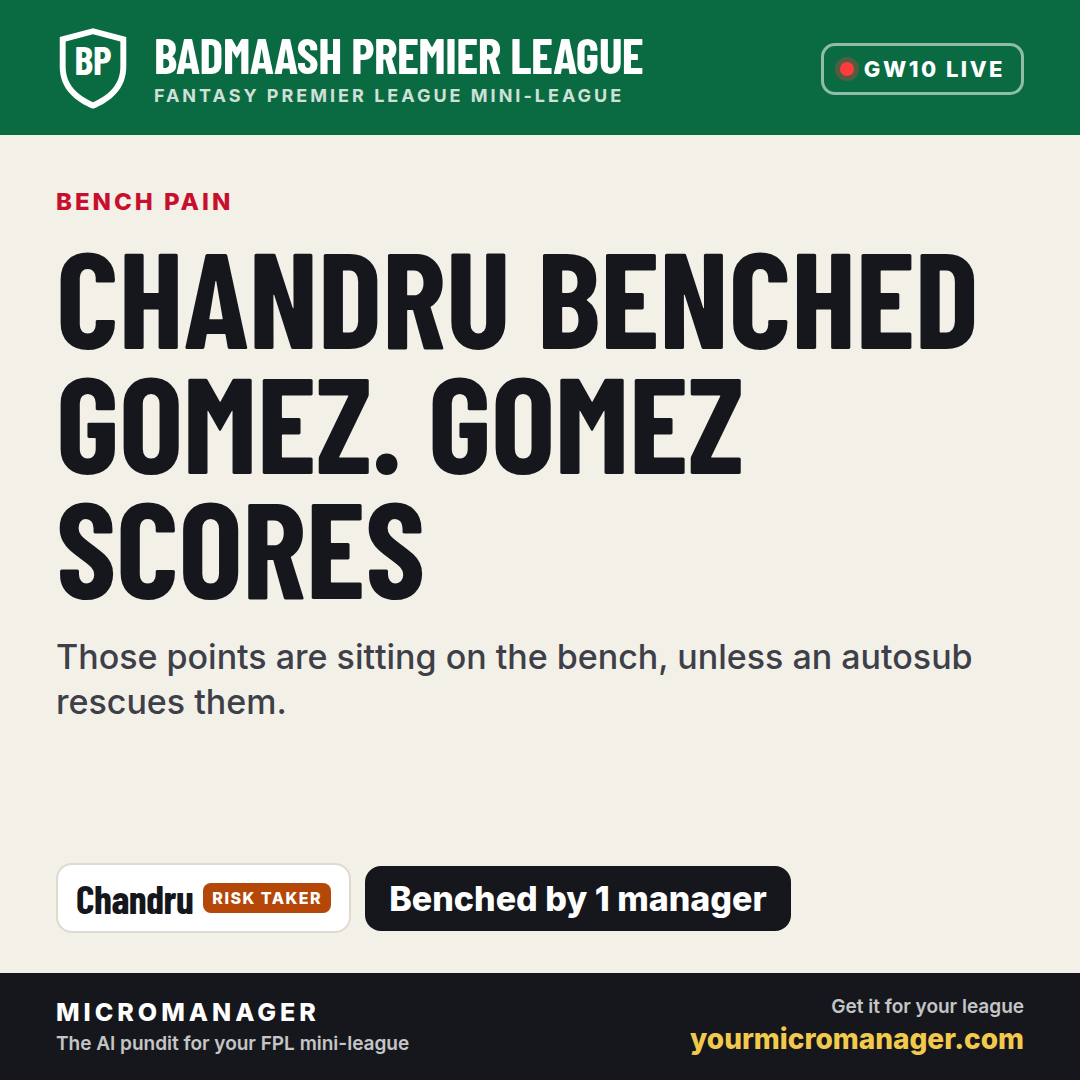 BP
BADMAASH PREMIER LEAGUE
FANTASY PREMIER LEAGUE MINI-LEAGUE
GW10 LIVE
BENCH PAIN
CHANDRU BENCHED
GOMEZ. GOMEZ
SCORES
Those points are sitting on the bench, unless an autosub
rescues them.
Chandru RISK TAKER
Benched by 1 manager
MICROMANAGER
The AI pundit for your FPL mini-league
Get it for your league
yourmicromanager.com